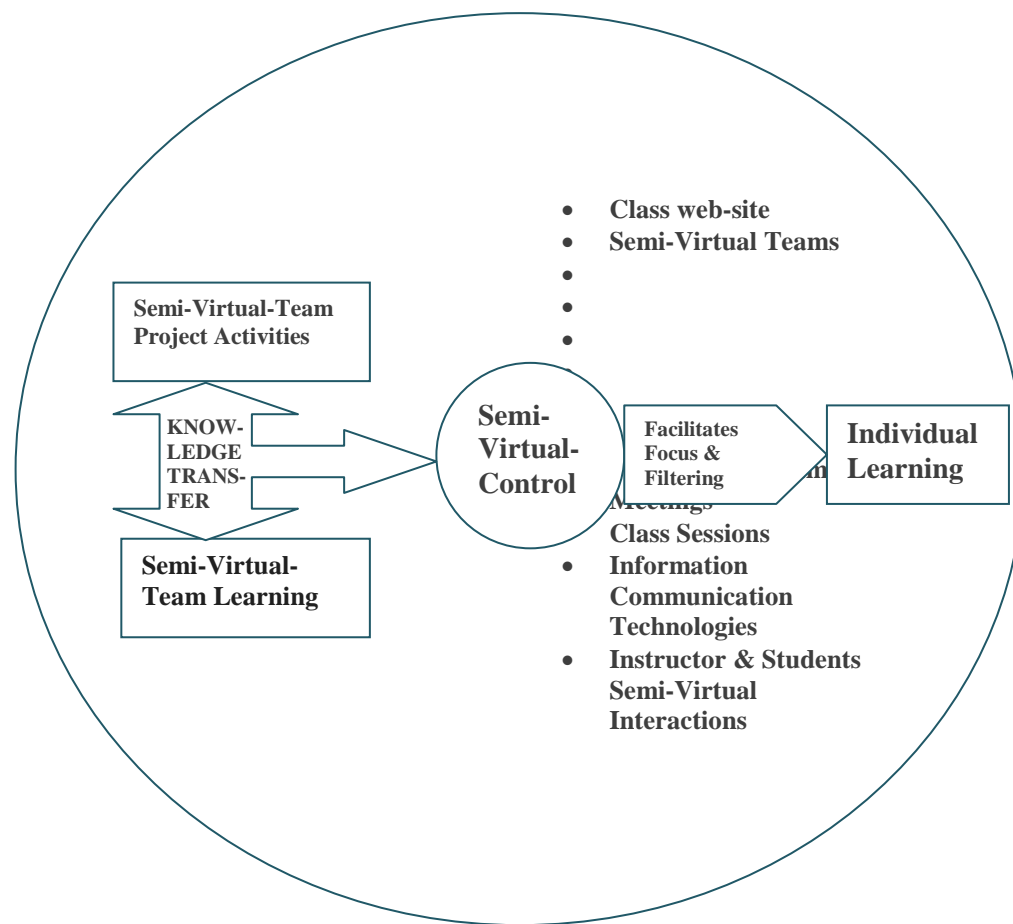 • Class web-site
• Semi-Virtual Teams
•
•
•
Semi-Virtual-Team
Project Activities
KNOW-
LEDGE
TRANS-
FER
Semi-Virtual-
Team Learning
Semi-
Virtual-
Control
Facilitates
Focus &
Filtering
Individual
Learning
Meetings
Class Sessions
• Information
Communication
Technologies
• Instructor & Students
Semi-Virtual
Interactions